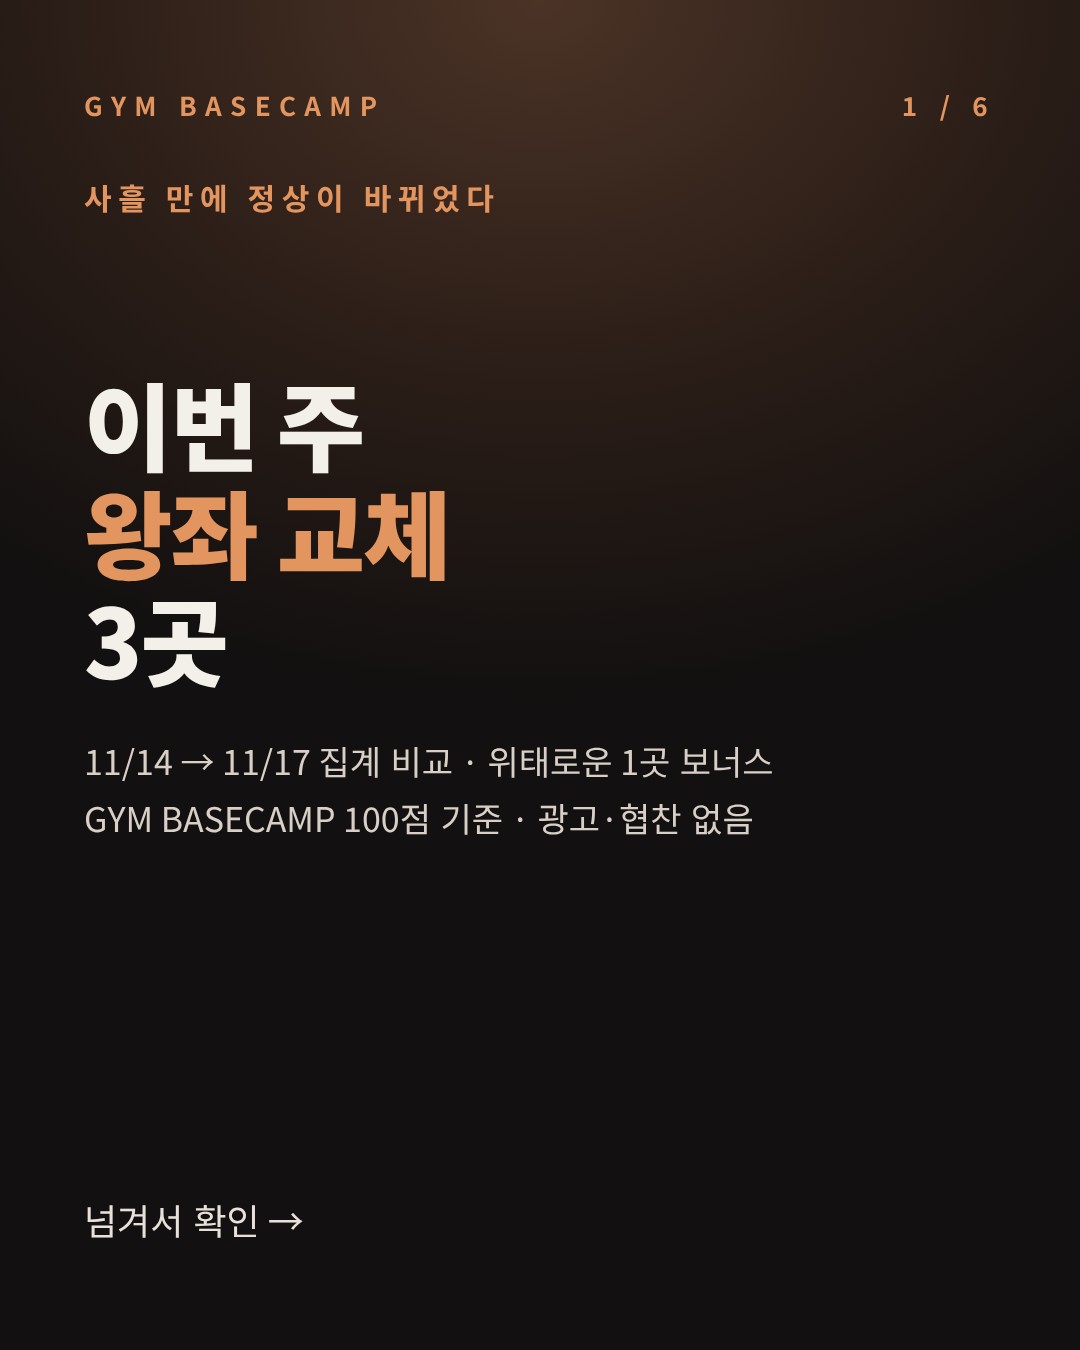 GYM BASECAMP
1 / 6
사흘 만에 정상이 바뀌었다
이번 주
왕좌 교체
3곳
11/14 → 11/17 집계 비교 · 위태로운 1곳 보너스
GYM BASECAMP 100점 기준 · 광고·협찬 없음
넘겨서 확인 →